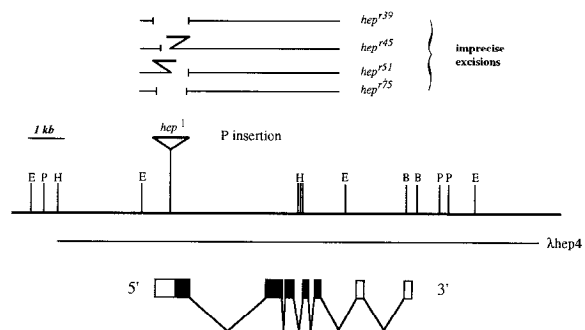 hep r39
hep r45
hep r51
hep r75
imprecise
excisions
1 kb
hep 1
P insertion
E P H E H E B B P P E
λhep4
5' 3'